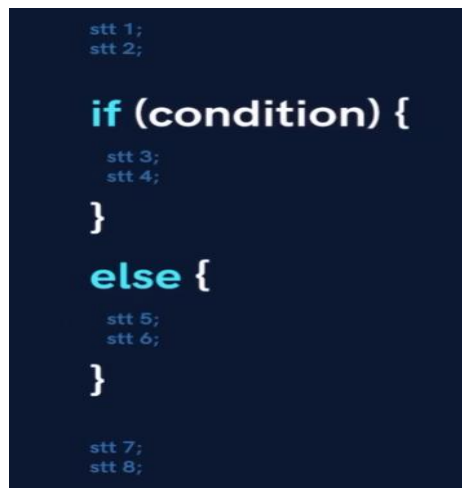 stt 1;
stt 2;
if (condition) {
stt 3;
stt 4;
}
else {
stt 5;
stt 6;
}
stt 7;
stt 8;